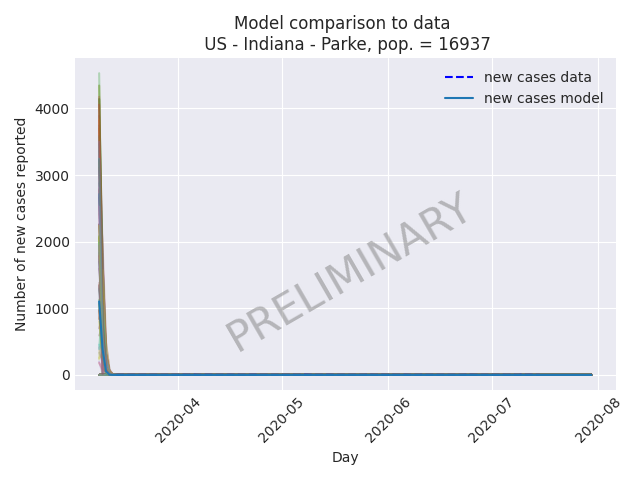 Model comparison to data
US - Indiana - Parke, pop. = 16937
new cases data
new cases model
Number of new cases reported
4000
3000
2000
1000
0
PRELIMINARY
2020-04
2020-05
2020-06
2020-07
2020-08
Day